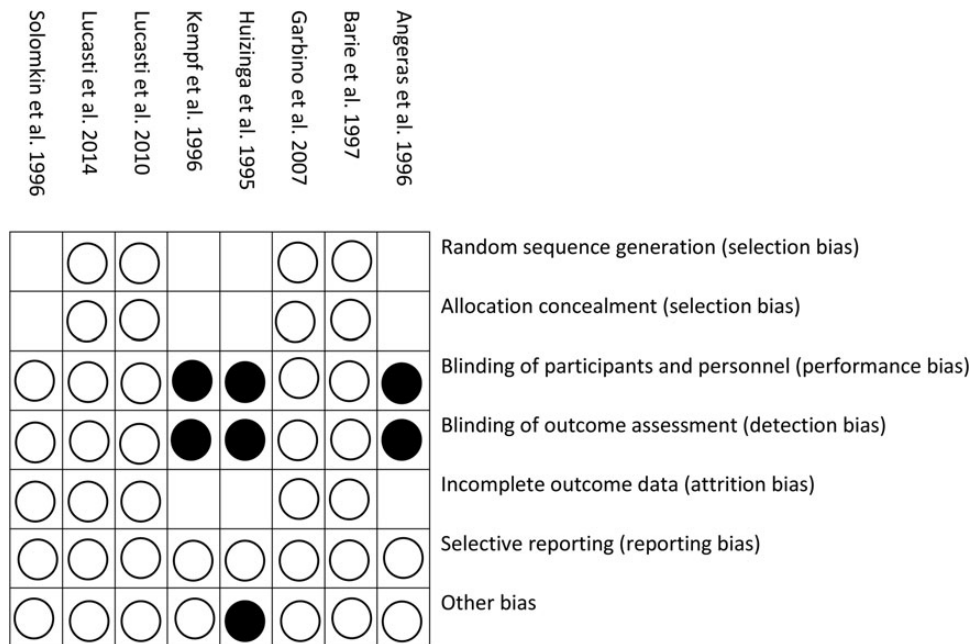 Solomkin et al. 1996
Lucasti et al. 2014
Lucasti et al. 2010
Kempf et al. 1996
Huizinga et al. 1995
Garbino et al. 2007
Barie et al. 1997
Angeras et al. 1996
Random sequence generation (selection bias)
Allocation concealment (selection bias)
Blinding of participants and personnel (performance bias)
Blinding of outcome assessment (detection bias)
Incomplete outcome data (attrition bias)
Selective reporting (reporting bias)
Other bias